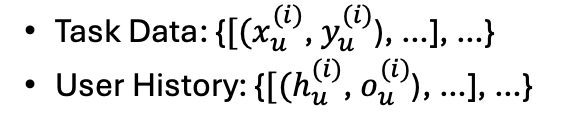 • Task Data: {[(x_u^(i), y_u^(i)), ...], ...}
• User History: {[(h_u^(i), o_u^(i)), ...], ...}